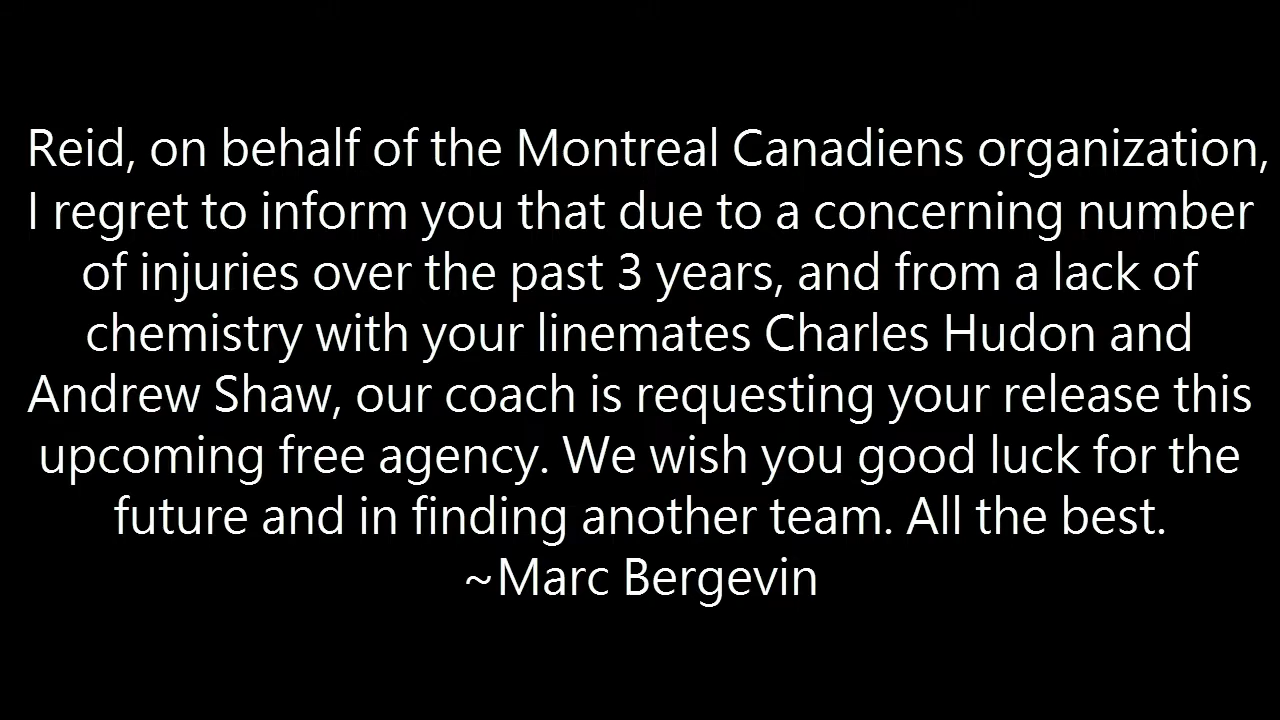 Reid, on behalf of the Montreal Canadiens organization,
I regret to inform you that due to a concerning number
of injuries over the past 3 years, and from a lack of
chemistry with your linemates Charles Hudon and
Andrew Shaw, our coach is requesting your release this
upcoming free agency. We wish you good luck for the
future and in finding another team. All the best.
~Marc Bergevin